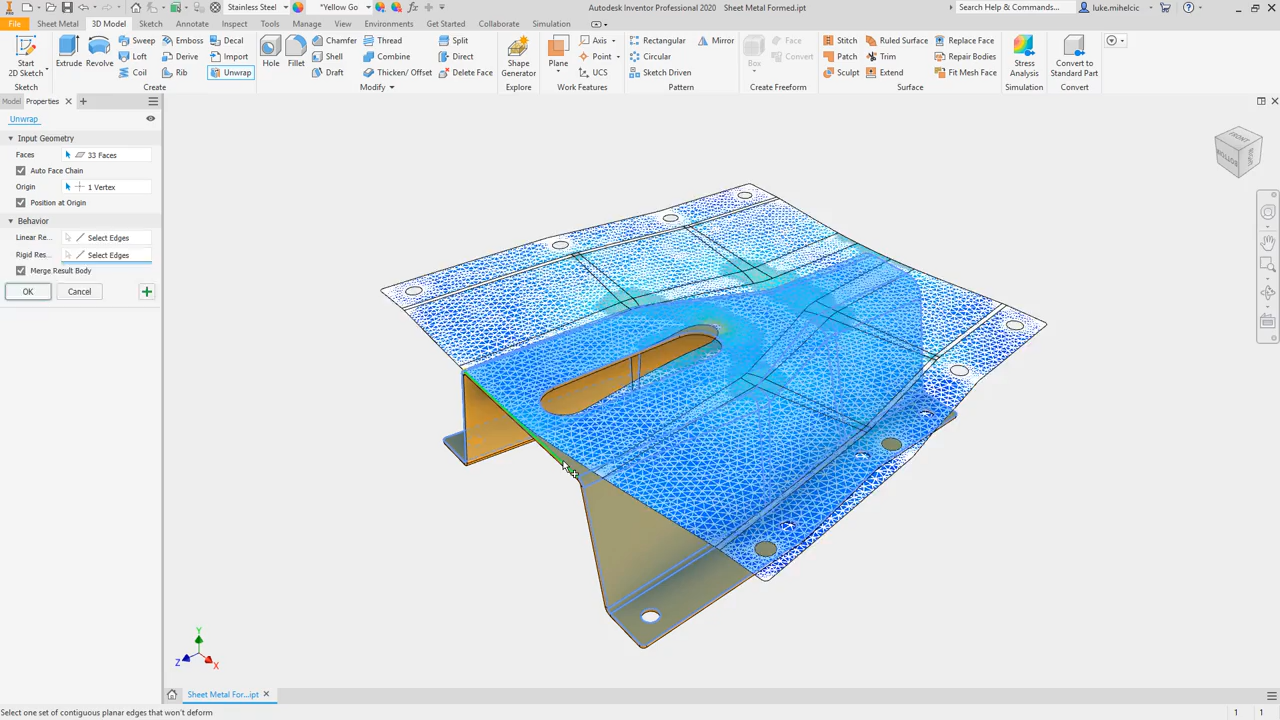 Stainless Steel
*Yellow Go
Autodesk Inventor Professional 2020 Sheet Metal Formed.ipt
Search Help & Commands...
luke.mihelcic
File Sheet Metal 3D Model Sketch Annotate Inspect Tools Manage View Environments Get Started Collaborate Simulation
Start
2D Sketch
Sketch
Extrude
Revolve
Sweep
Loft
Coil
Emboss
Derive
Rib
Decal
Import
Unwrap
Create
Hole
Fillet
Chamfer
Shell
Draft
Thread
Combine
Thicken/ Offset
Split
Direct
Delete Face
Modify
Shape
Generator
Explore
Plane
Axis
Point
UCS
Work Features
Rectangular
Circular
Sketch Driven
Mirror
Pattern
Box
Face
Convert
Create Freeform
Stitch
Patch
Sculpt
Ruled Surface
Trim
Extend
Replace Face
Repair Bodies
Fit Mesh Face
Surface
Stress
Analysis
Simulation
Convert to
Standard Part
Convert
Model Properties
Unwrap
Input Geometry
Faces 33 Faces
Auto Face Chain
Origin 1 Vertex
Position at Origin
Behavior
Linear Re... Select Edges
Rigid Res... Select Edges
Merge Result Body
OK Cancel
FRONT
BOTTOM
RIGHT
Y
Z
X
Sheet Metal For...ipt
Select one set of contiguous planar edges that won't deform
1 1